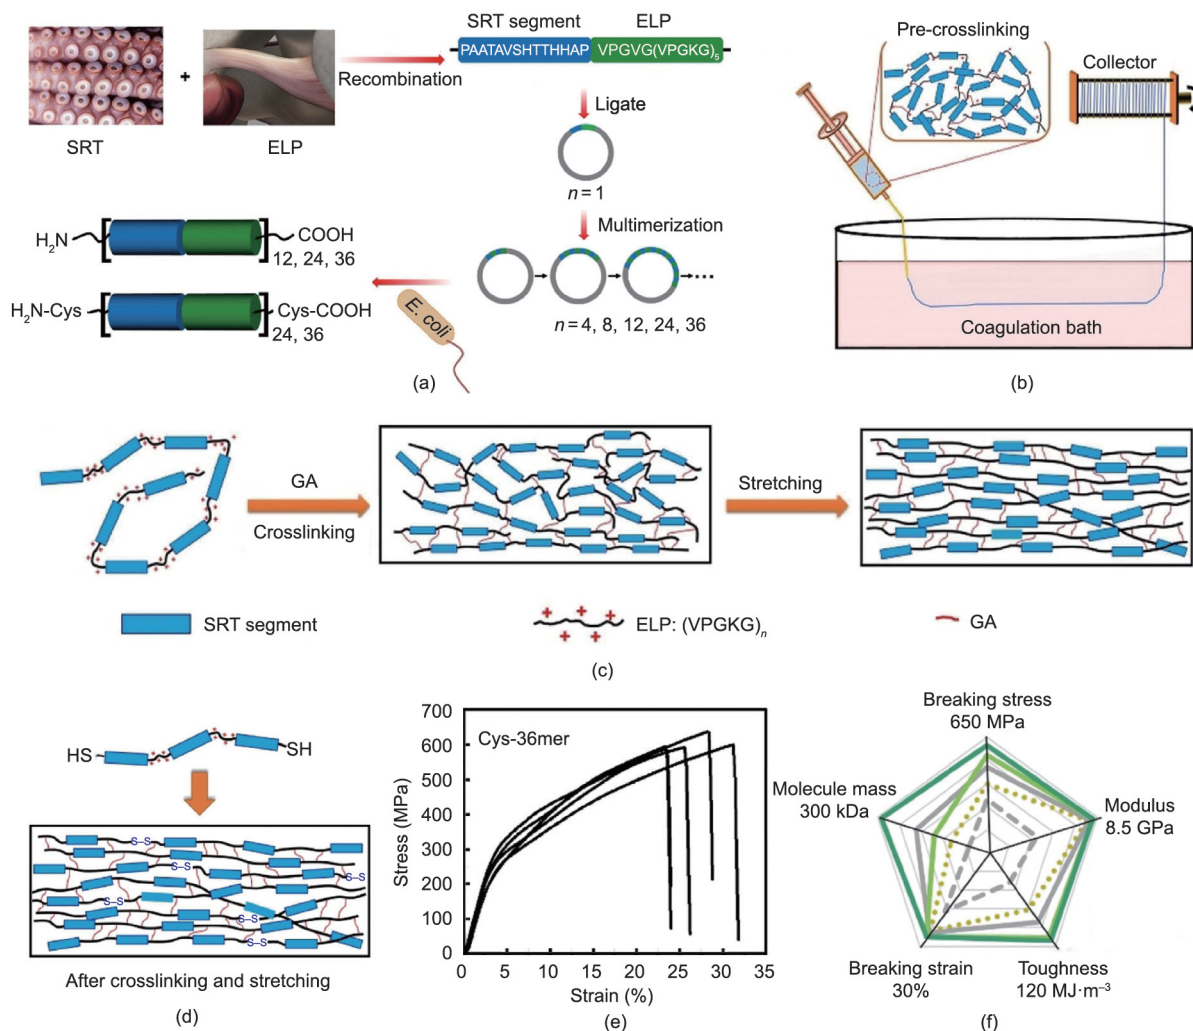 SRT
+
ELP
Recombination
SRT segment ELP
PAATAVSHTTHHAP VPGVG(VPGKG)₅
Ligate
n = 1
Multimerization
n = 4, 8, 12, 24, 36
E. coli
H₂N COOH
12, 24, 36
H₂N-Cys Cys-COOH
24, 36
(a)
Pre-crosslinking
Collector
Coagulation bath
(b)
GA
Crosslinking
Stretching
SRT segment
ELP: (VPGKG)ₙ
GA
(c)
HS SH
S–S
S–S
S–S
S–S
S–S
S–S
S–S
After crosslinking and stretching
(d)
Cys-36mer
Stress (MPa)
700
600
500
400
300
200
100
0
0 5 10 15 20 25 30 35
Strain (%)
(e)
Breaking stress
650 MPa
Molecule mass
300 kDa
Modulus
8.5 GPa
Breaking strain
30%
Toughness
120 MJ·m⁻³
(f)